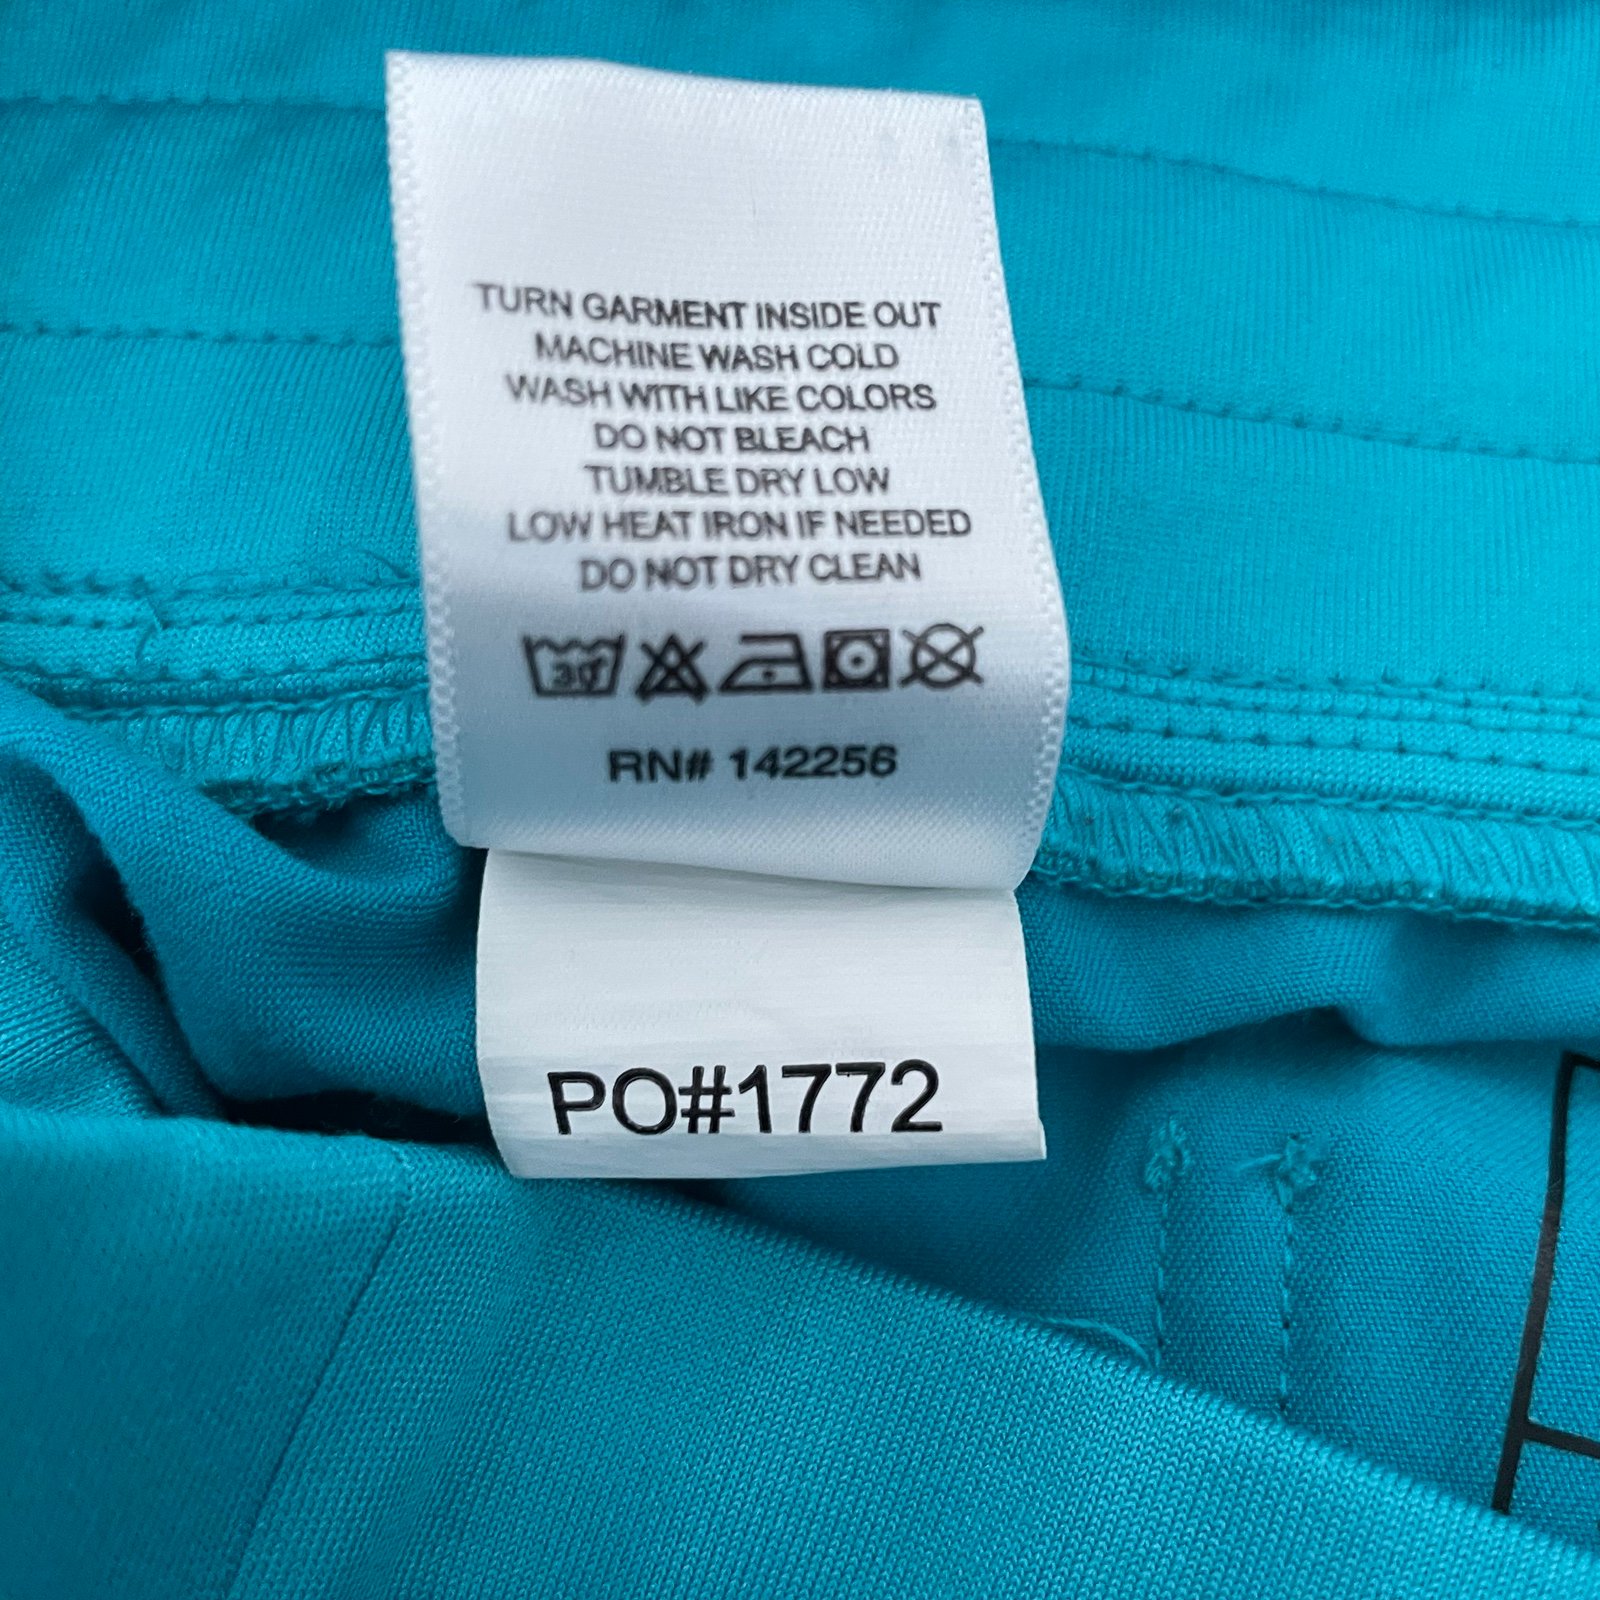 TURN GARMENT INSIDE OUT
MACHINE WASH COLD
WASH WITH LIKE COLORS
DO NOT BLEACH
TUMBLE DRY LOW
LOW HEAT IRON IF NEEDED
DO NOT DRY CLEAN
30°
RN# 142256
PO#1772